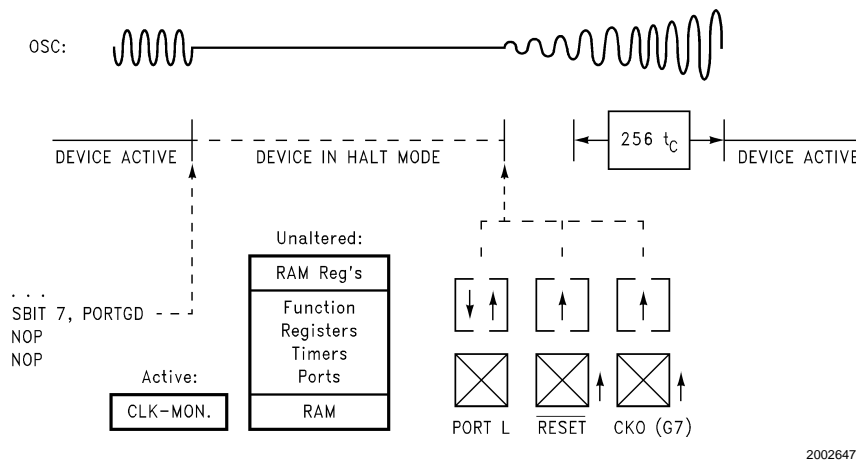 OSC:
256 tC
DEVICE ACTIVE
DEVICE IN HALT MODE
DEVICE ACTIVE
Unaltered:
RAM Reg's
Function
Registers
Timers
Ports
RAM
. . .
SBIT 7, PORTGD
NOP
NOP
Active:
CLK-MON.
PORT L
RESET
CKO (G7)
2002647